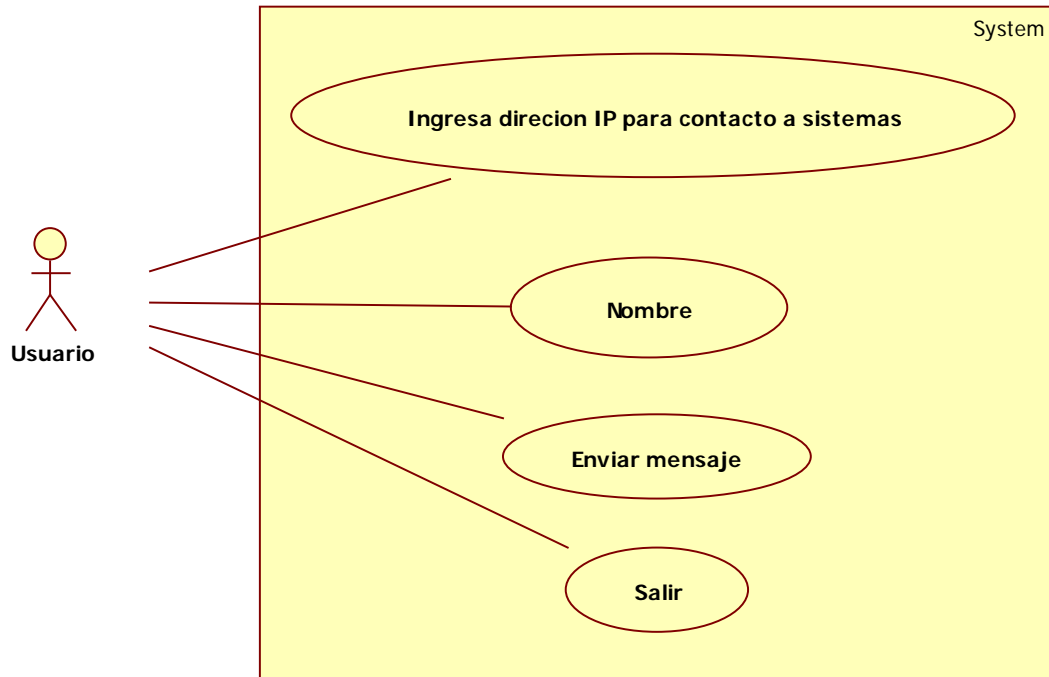 System
Ingresa direcion IP para contacto a sistemas
Nombre
Usuario
Enviar mensaje
Salir